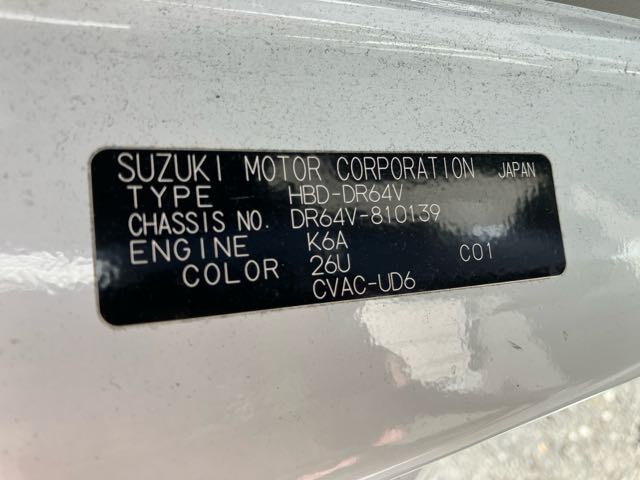 SUZUKI MOTOR CORPORATION JAPAN
TYPE HBD-DR64V
CHASSIS NO. DR64V-810139
ENGINE K6A
COLOR 26U C01
CVAC-UD6